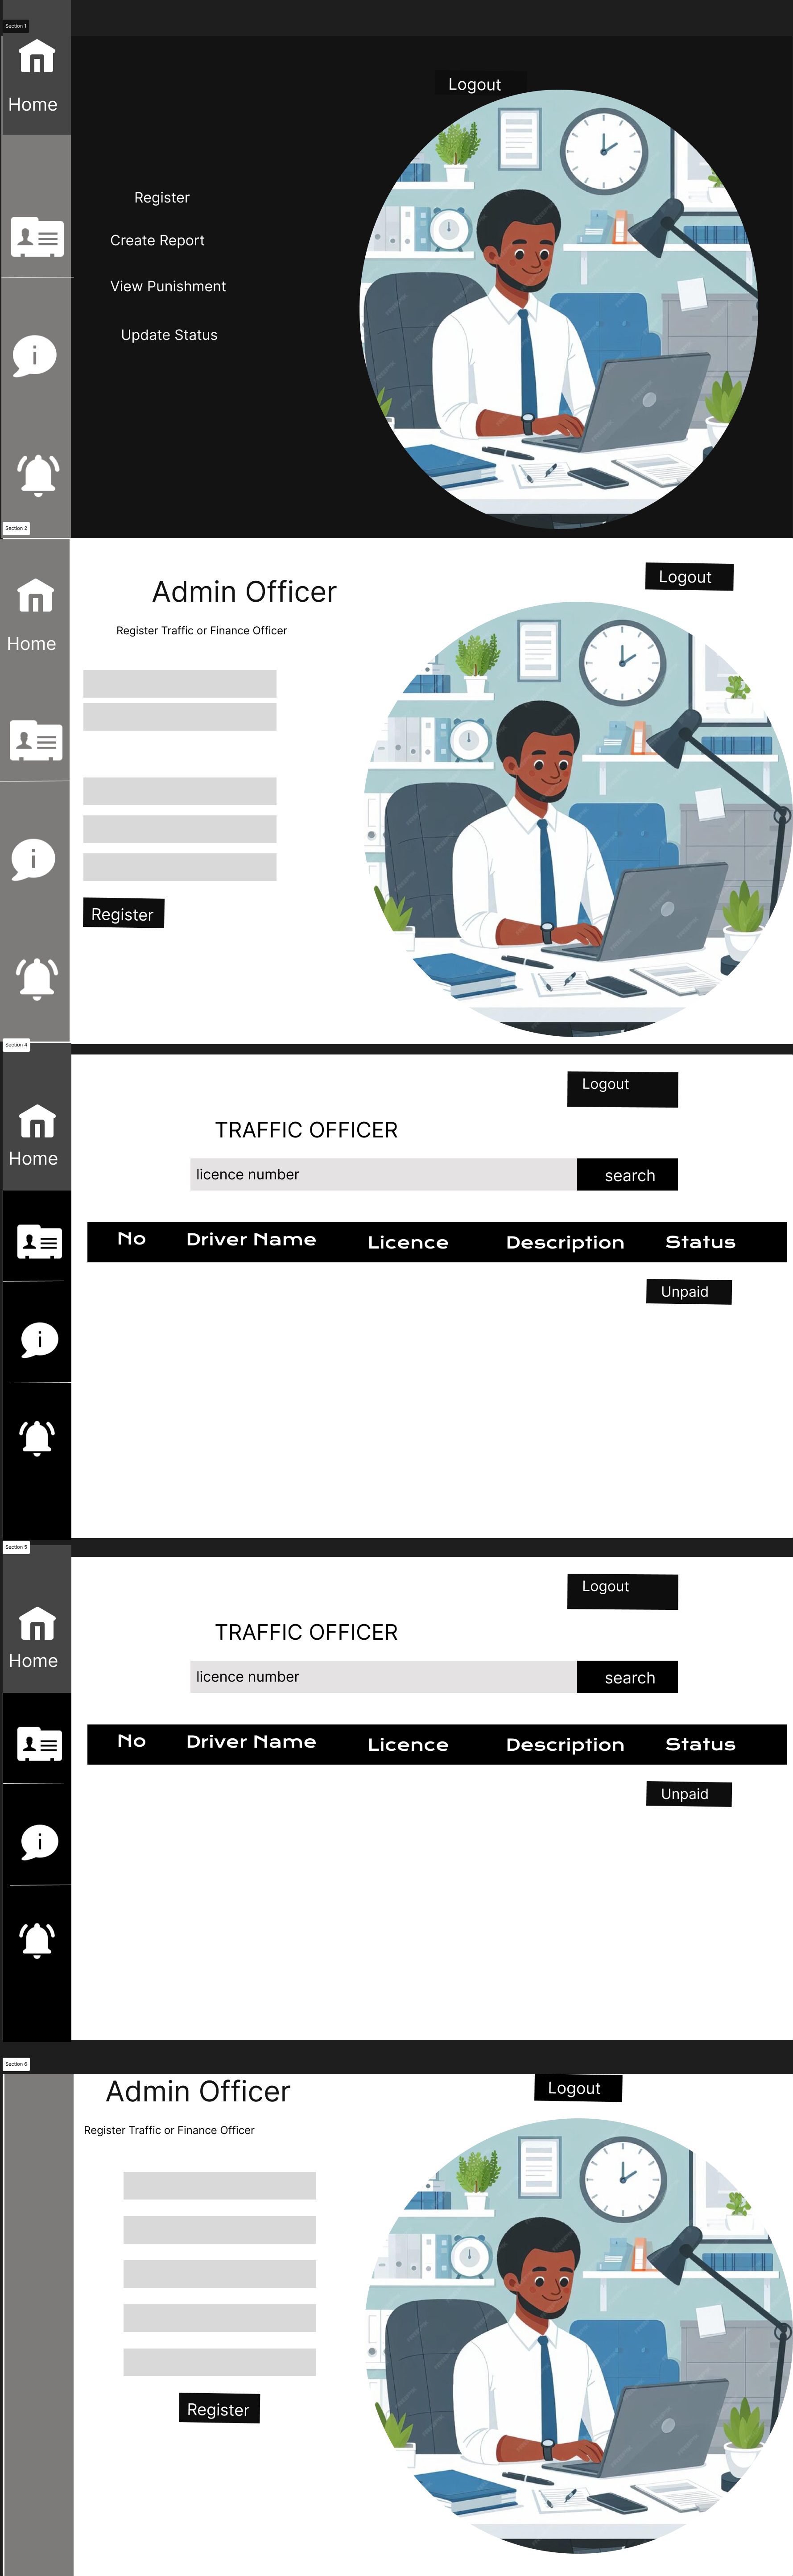 Section 1
Home
Logout
Register
Create Report
View Punishment
Update Status
Section 2
Home
Admin Officer
Logout
Register Traffic or Finance Officer
Register
Section 4
Home
Logout
TRAFFIC OFFICER
licence number
search
No Driver Name Licence Description Status
Unpaid
Section 5
Home
Logout
TRAFFIC OFFICER
licence number
search
No Driver Name Licence Description Status
Unpaid
Section 6
Admin Officer
Logout
Register Traffic or Finance Officer
Register